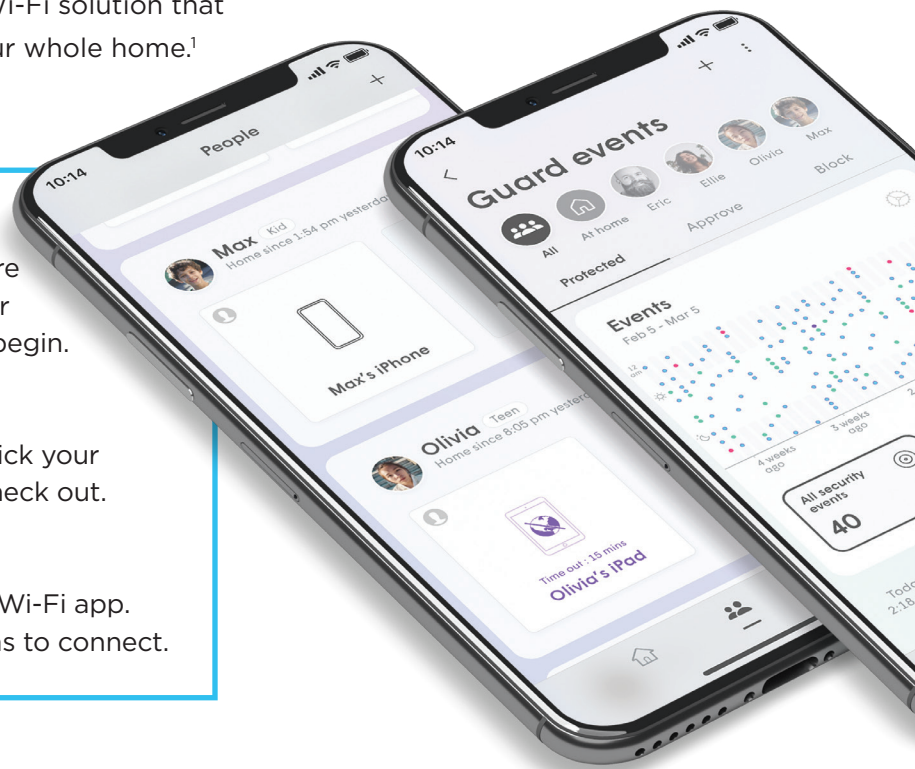 Wi-Fi solution that
ur whole home.¹
re
r
begin.
ick your
heck out.
Wi-Fi app.
ns to connect.
10:14
People
Max Kid
Home since 1:54 pm yesterday
Max's iPhone
Olivia Teen
Home since 8:05 pm
Time out : 15 mins
Olivia's iPad
10:14
Guard events
All
At home
Eric
Ellie
Olivia
Max
Protected
Approve
Block
Events
Feb 5 - Mar 5
12
am
4 weeks
ago
3 weeks
ago
2
All security
events
40
2:18